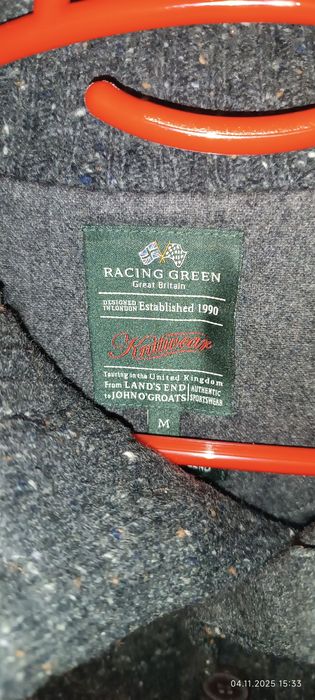 RACING GREEN
Great Britain
DESIGNED IN LONDON Established 1990
Knitwear
Touring in the United Kingdom
From LAND'S END AUTHENTIC
to JOHN O'GROATS SPORTSWEAR
M
04.11.2025 15:33